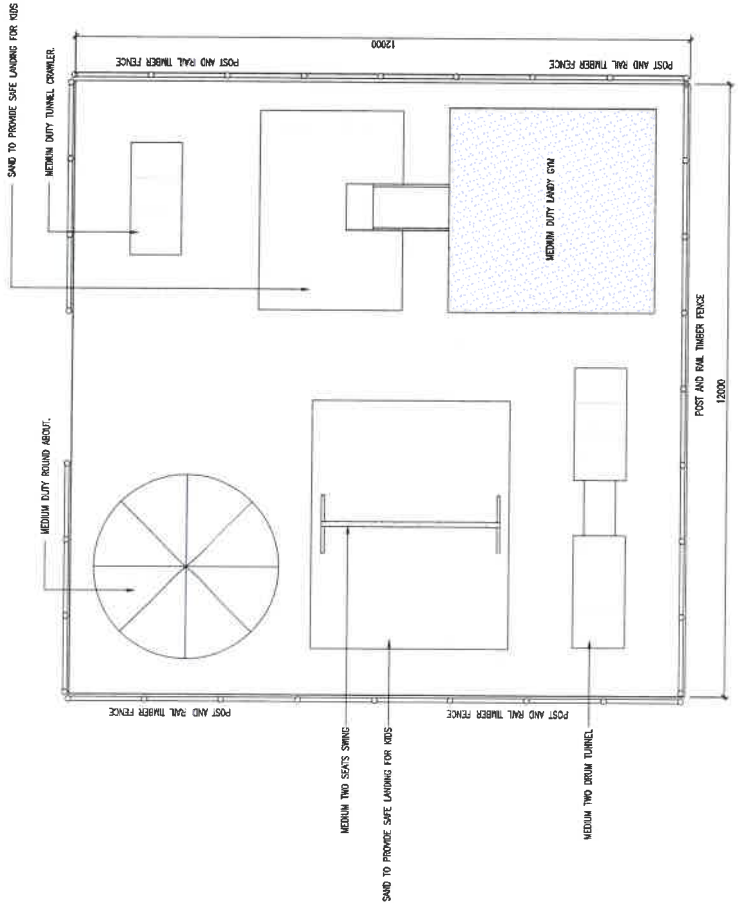 SAND TO PROVIDE SAFE LANDING FOR KIDS
MEDIUM DUTY TUNNEL CRAWLER.
MEDIUM DUTY ROUND ABOUT.
12000
POST AND RAIL TIMBER FENCE
POST AND RAIL TIMBER FENCE
MEDIUM DUTY LANDY GYM
POST AND RAIL TIMBER FENCE
12000
POST AND RAIL TIMBER FENCE
POST AND RAIL TIMBER FENCE
MEDIUM TWO SEATS SWING
SAND TO PROVIDE SAFE LANDING FOR KIDS
MEDIUM TWO DRUM TUNNEL